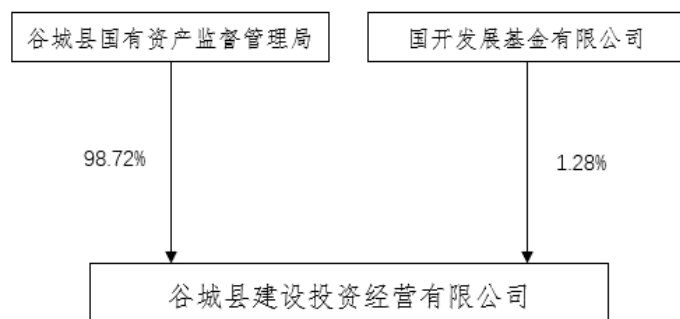 谷城县国有资产监督管理局
国开发展基金有限公司
98.72%
1.28%
谷城县建设投资经营有限公司